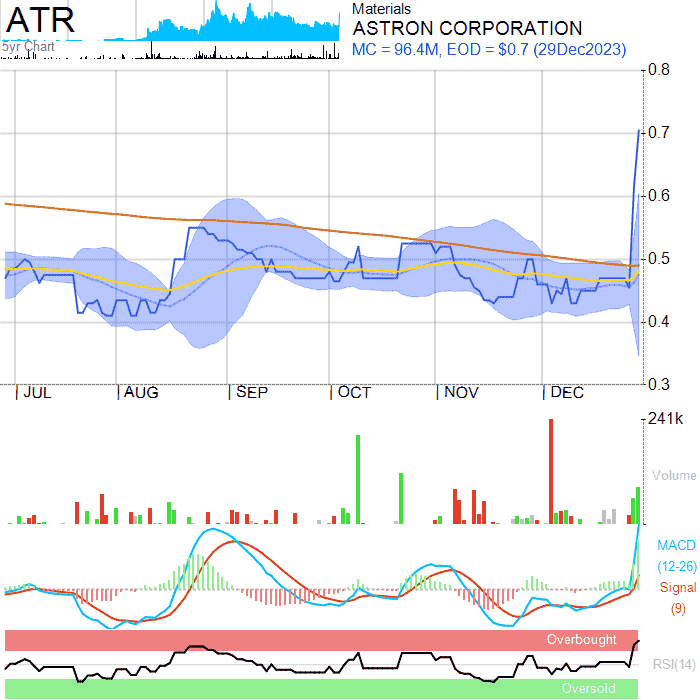 ATR
5yr Chart
Materials
ASTRON CORPORATION
MC = 96.4M, EOD = $0.7 (29Dec2023)
0.8
0.7
0.6
0.5
0.4
0.3
JUL AUG SEP OCT NOV DEC
241k
Volume
MACD
(12-26)
Signal
(9)
Overbought
RSI(14)
Oversold